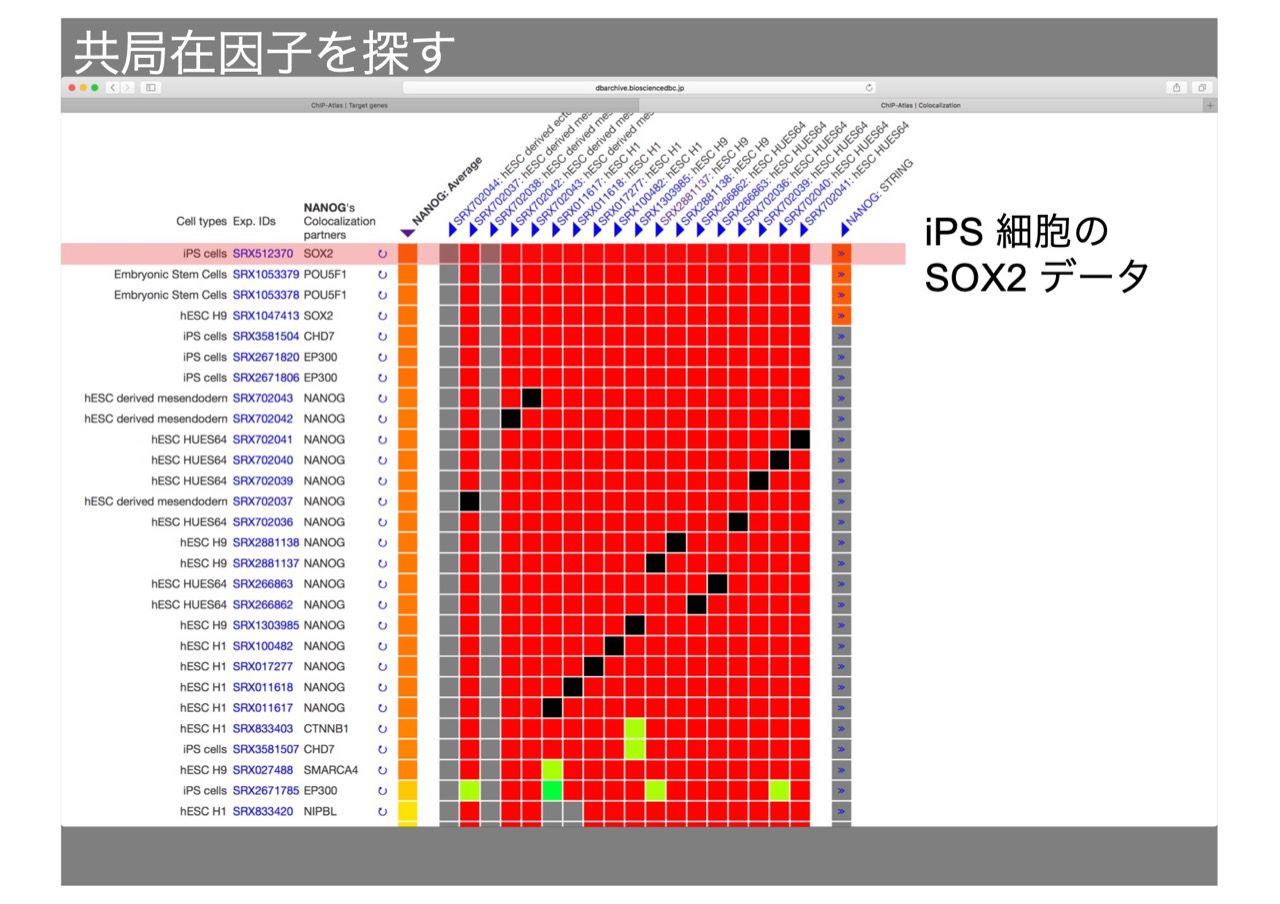 共局在因子を探す
dbarchive.biosciencedbc.jp
ChIP-Atlas | Target genes
ChIP-Atlas | Colocalization
NANOG: Average
SRX702044: hESC derived ecto
SRX702037: hESC derived mes
SRX702038: hESC derived mes
SRX702042: hESC derived mes
SRX702043: hESC derived mes
SRX011617: hESC H1
SRX011618: hESC H1
SRX017277: hESC H1
SRX100482: hESC H1
SRX1303985: hESC H9
SRX2881137: hESC H9
SRX2881138: hESC H9
SRX266862: hESC HUES64
SRX266863: hESC HUES64
SRX702036: hESC HUES64
SRX702039: hESC HUES64
SRX702040: hESC HUES64
SRX702041: hESC HUES64
NANOG: STRING
Cell types Exp. IDs NANOG's Colocalization partners
iPS cells SRX512370 SOX2
Embryonic Stem Cells SRX1053379 POU5F1
Embryonic Stem Cells SRX1053378 POU5F1
hESC H9 SRX1047413 SOX2
iPS cells SRX3581504 CHD7
iPS cells SRX2671820 EP300
iPS cells SRX2671806 EP300
hESC derived mesendoderm SRX702043 NANOG
hESC derived mesendoderm SRX702042 NANOG
hESC HUES64 SRX702041 NANOG
hESC HUES64 SRX702040 NANOG
hESC HUES64 SRX702039 NANOG
hESC derived mesendoderm SRX702037 NANOG
hESC HUES64 SRX702036 NANOG
hESC H9 SRX2881138 NANOG
hESC H9 SRX2881137 NANOG
hESC HUES64 SRX266863 NANOG
hESC HUES64 SRX266862 NANOG
hESC H9 SRX1303985 NANOG
hESC H1 SRX100482 NANOG
hESC H1 SRX017277 NANOG
hESC H1 SRX011618 NANOG
hESC H1 SRX011617 NANOG
hESC H1 SRX833403 CTNNB1
iPS cells SRX3581507 CHD7
hESC H9 SRX027488 SMARCA4
iPS cells SRX2671785 EP300
hESC H1 SRX833420 NIPBL
iPS 細胞の
SOX2 データ